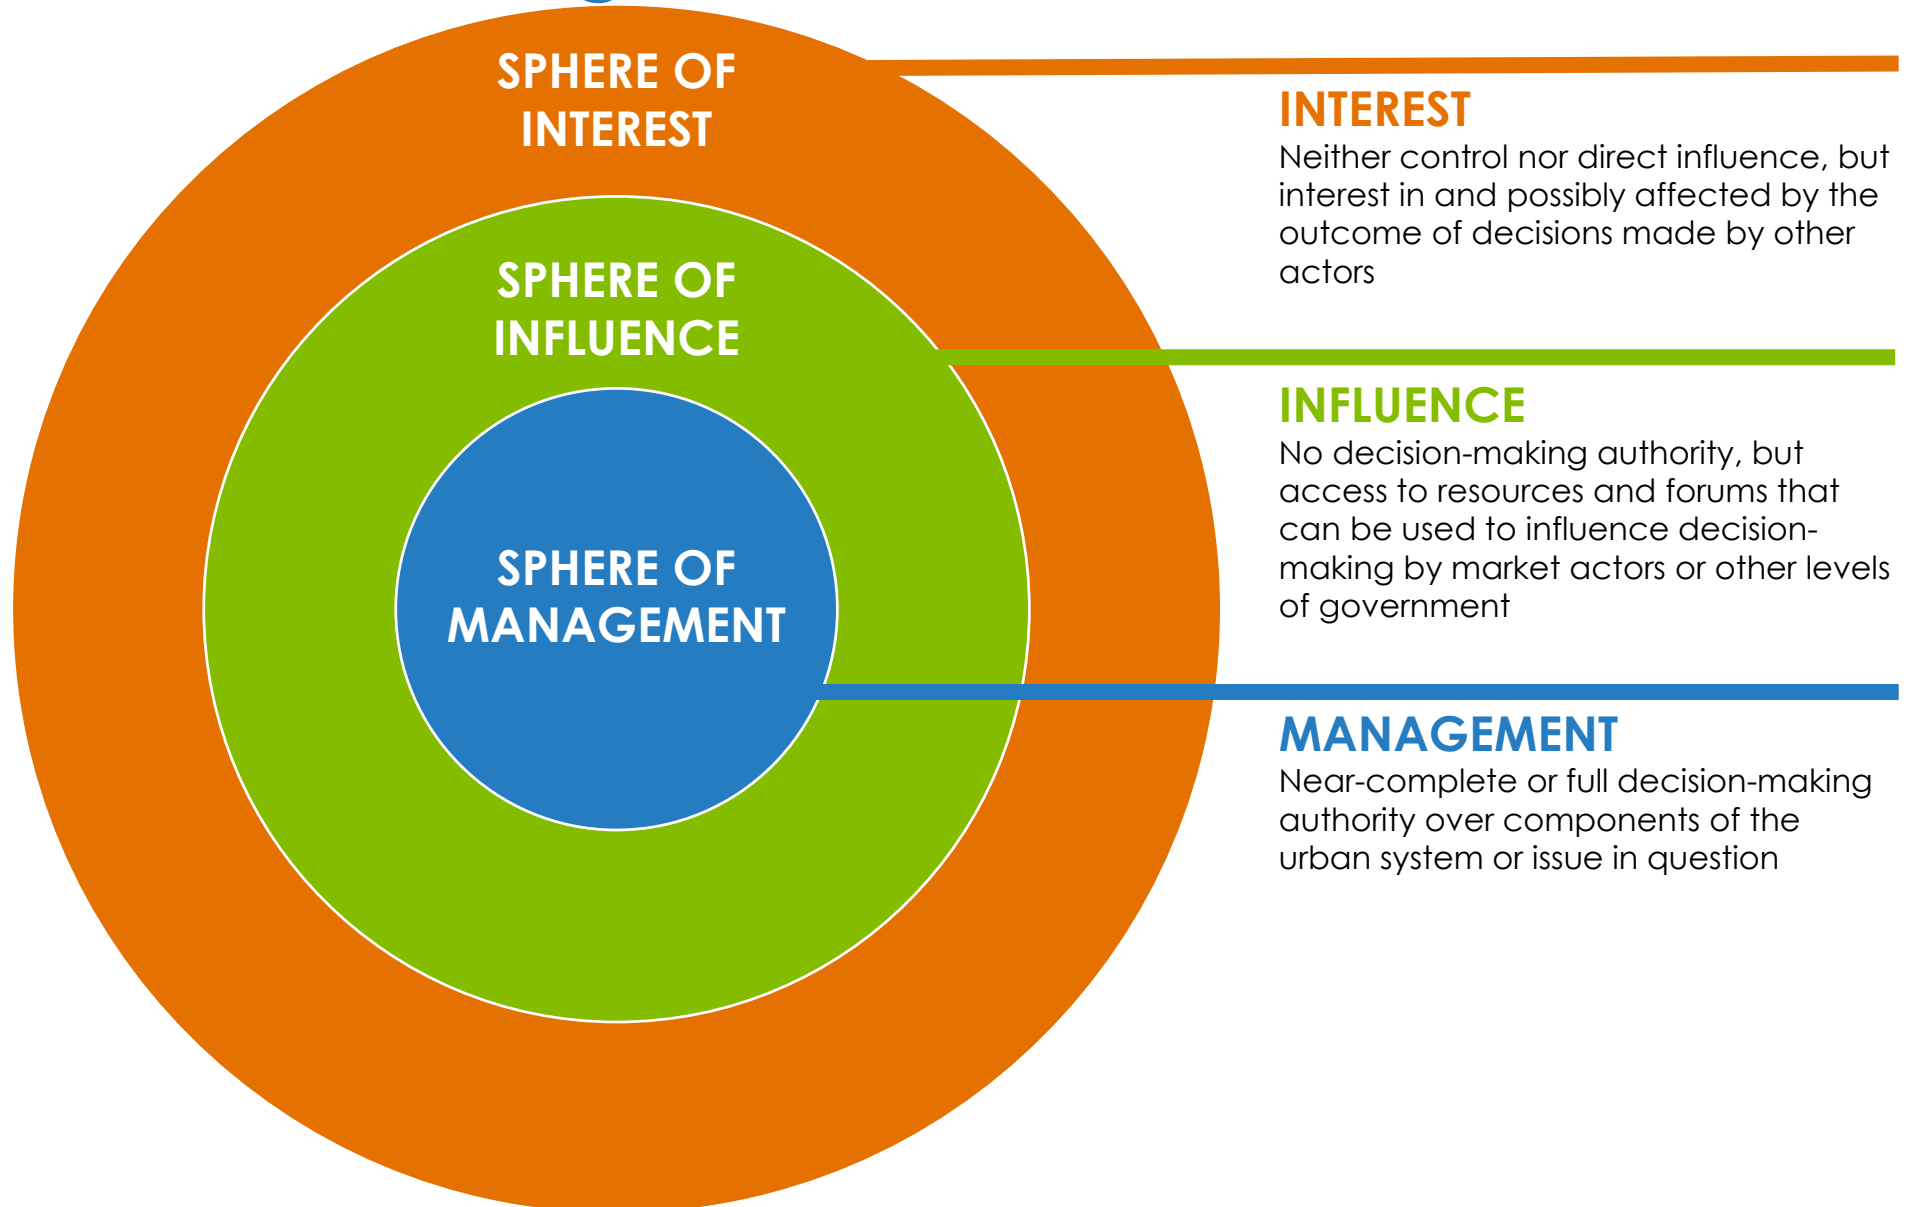 SPHERE OF
INTEREST
SPHERE OF
INFLUENCE
SPHERE OF
MANAGEMENT
INTEREST
Neither control nor direct influence, but
interest in and possibly affected by the
outcome of decisions made by other
actors
INFLUENCE
No decision-making authority, but
access to resources and forums that
can be used to influence decision-
making by market actors or other levels
of government
MANAGEMENT
Near-complete or full decision-making
authority over components of the
urban system or issue in question